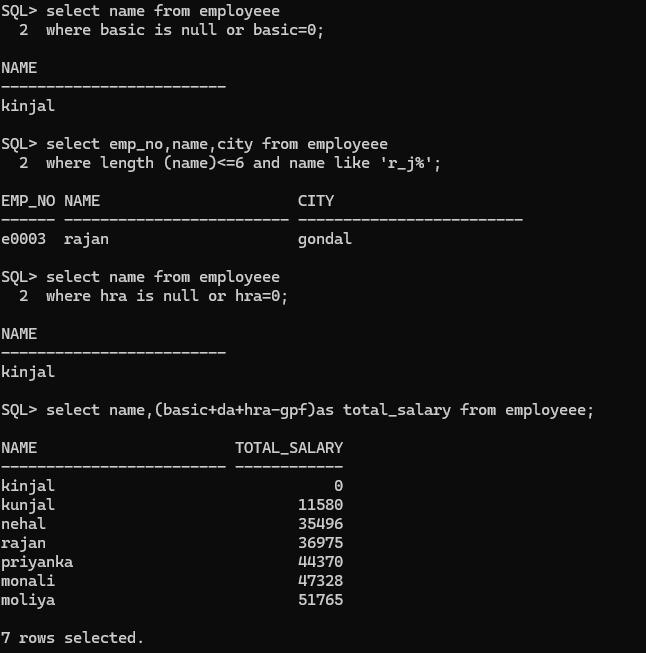 SQL> select name from employeee
  2  where basic is null or basic=0;
NAME
-------------------------
kinjal
SQL> select emp_no,name,city from employeee
  2  where length (name)<=6 and name like 'r_j%';
EMP_NO NAME                      CITY
------ ------------------------- -------------------------
e0003  rajan                     gondal
SQL> select name from employeee
  2  where hra is null or hra=0;
NAME
-------------------------
kinjal
SQL> select name,(basic+da+hra-gpf)as total_salary from employeee;
NAME                      TOTAL_SALARY
------------------------- ------------
kinjal                               0
kunjal                           11580
nehal                            35496
rajan                            36975
priyanka                         44370
monali                           47328
moliya                           51765
7 rows selected.